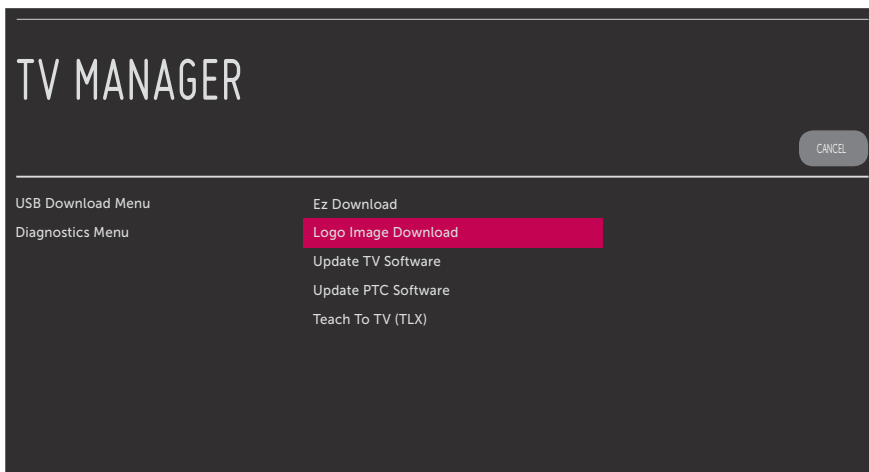 TV MANAGER
CANCEL
USB Download Menu
Diagnostics Menu
Ez Download
Logo Image Download
Update TV Software
Update PTC Software
Teach To TV (TLX)